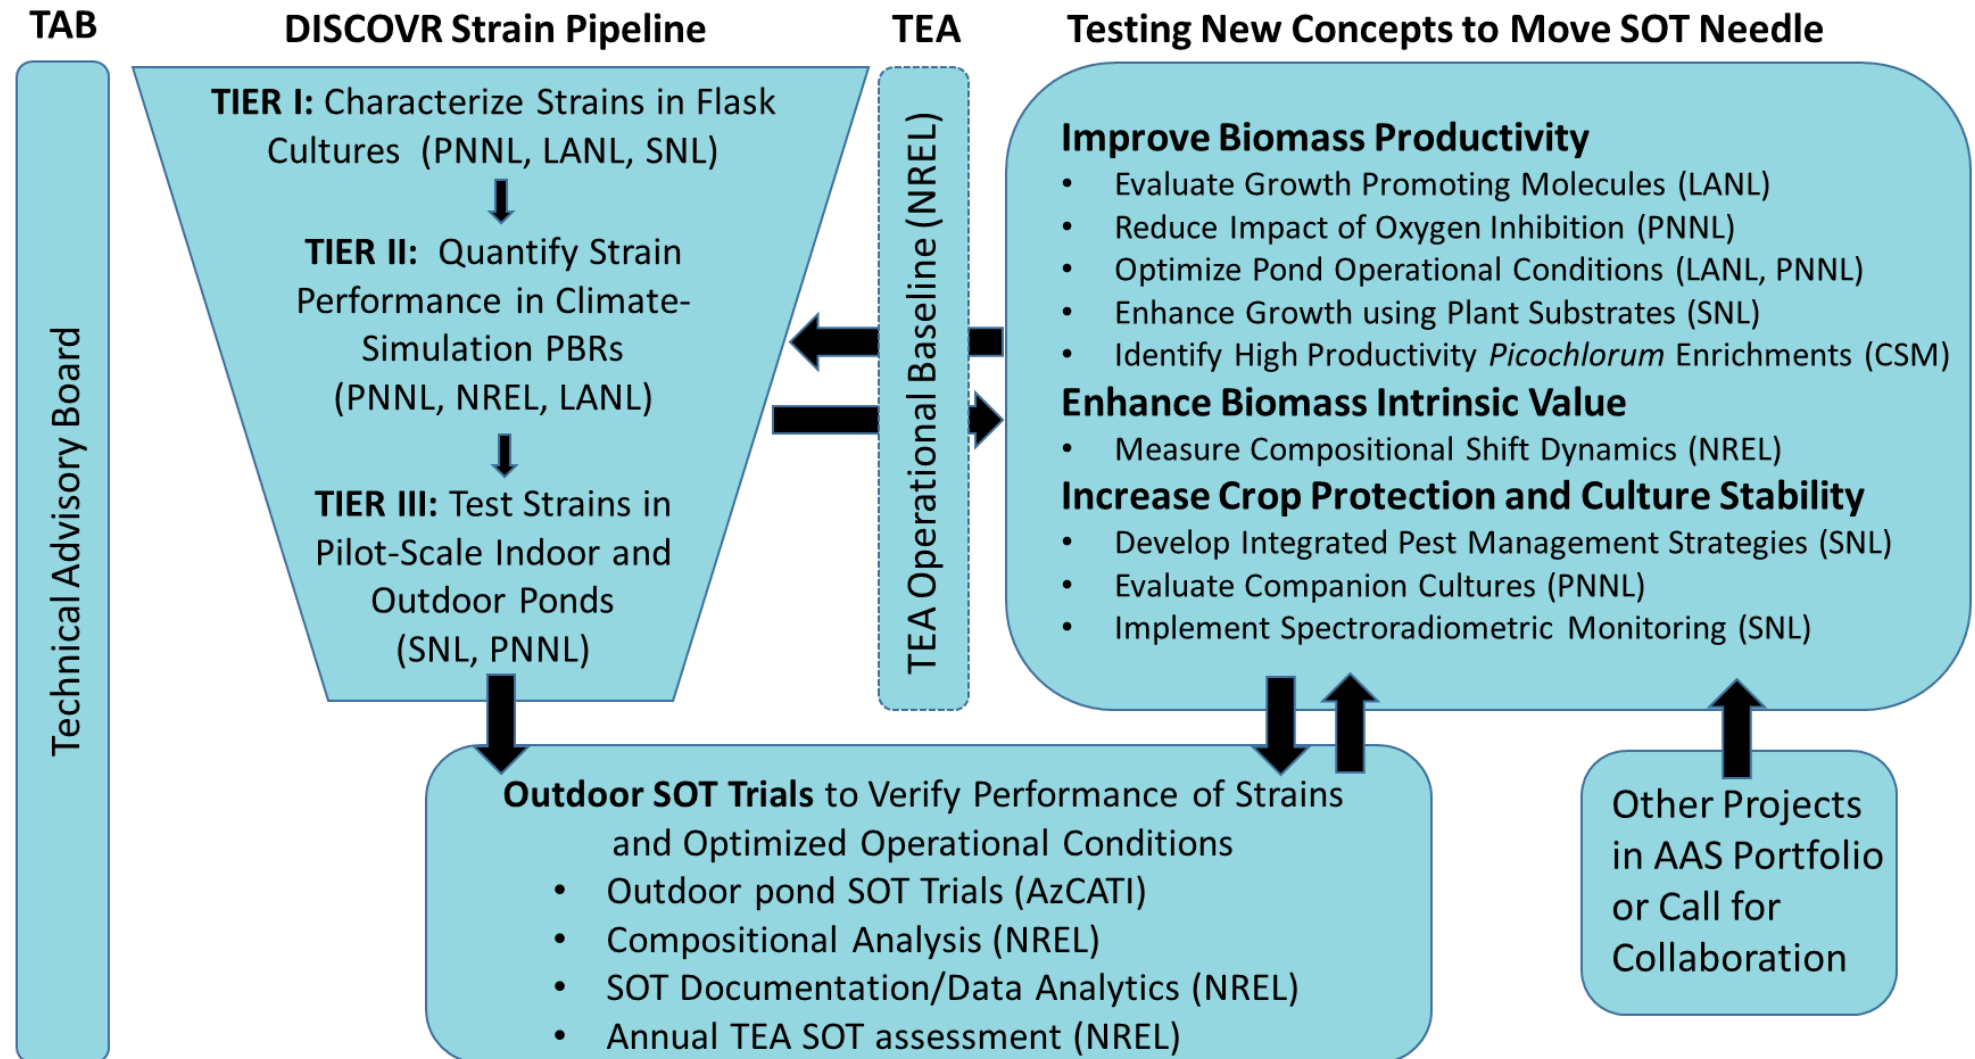 TAB
DISCOVR Strain Pipeline
TEA
Testing New Concepts to Move SOT Needle
Technical Advisory Board
TIER I: Characterize Strains in Flask
Cultures (PNNL, LANL, SNL)
TIER II: Quantify Strain
Performance in Climate-
Simulation PBRs
(PNNL, NREL, LANL)
TIER III: Test Strains in
Pilot-Scale Indoor and
Outdoor Ponds
(SNL, PNNL)
TEA Operational Baseline (NREL)
Improve Biomass Productivity
• Evaluate Growth Promoting Molecules (LANL)
• Reduce Impact of Oxygen Inhibition (PNNL)
• Optimize Pond Operational Conditions (LANL, PNNL)
• Enhance Growth using Plant Substrates (SNL)
• Identify High Productivity Picochlorum Enrichments (CSM)
Enhance Biomass Intrinsic Value
• Measure Compositional Shift Dynamics (NREL)
Increase Crop Protection and Culture Stability
• Develop Integrated Pest Management Strategies (SNL)
• Evaluate Companion Cultures (PNNL)
• Implement Spectroradiometric Monitoring (SNL)
Outdoor SOT Trials to Verify Performance of Strains
and Optimized Operational Conditions
• Outdoor pond SOT Trials (AzCATI)
• Compositional Analysis (NREL)
• SOT Documentation/Data Analytics (NREL)
• Annual TEA SOT assessment (NREL)
Other Projects
in AAS Portfolio
or Call for
Collaboration